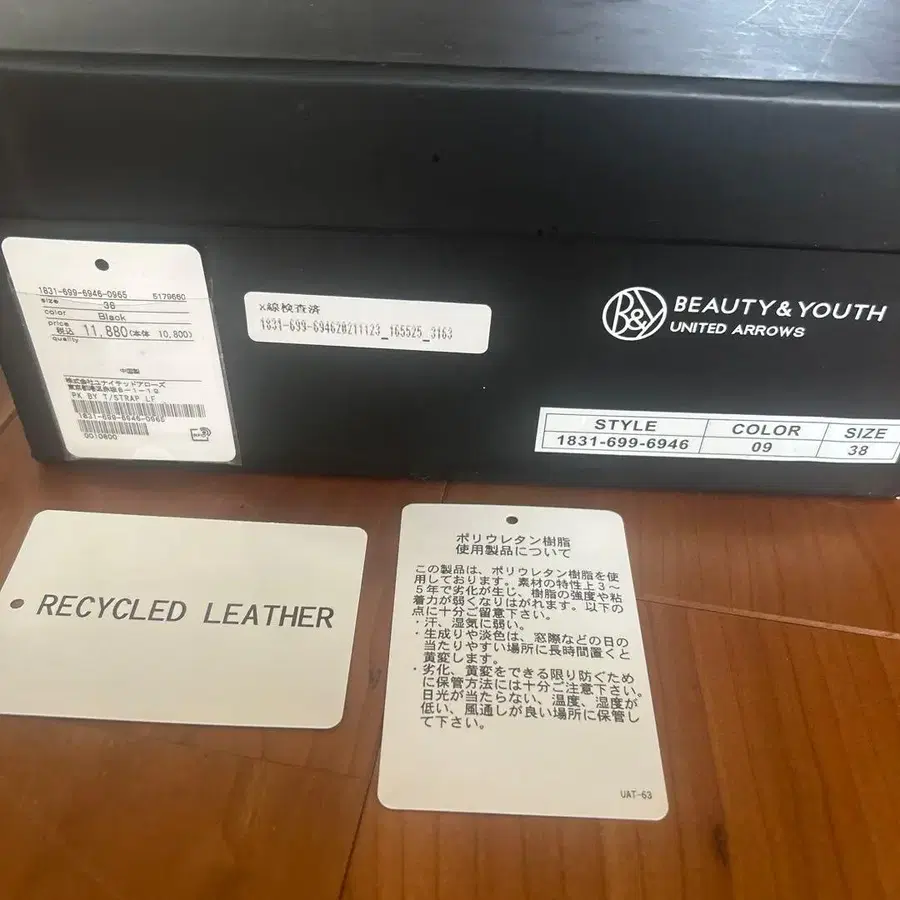 1831-699-6946-0965 5179660
size 38
color Black
price 税込 11,880(本体 10,800)
quality
中国製
株式会社ユナイテッドアローズ
PK BY T/STRAP LF
1831-699-6946-0965
0010800
X線検査済
1831-699-694620211123_165525_3163
B&Y BEAUTY & YOUTH
UNITED ARROWS
STYLE COLOR SIZE
1831-699-6946 09 38
RECYCLED LEATHER
ポリウレタン樹脂
使用製品について
この製品は、ポリウレタン樹脂を使
用しております。素材の特性上3～
5年で劣化が生じ、樹脂の強度や粘
着力が弱くなりはがれます。以下の
点に十分ご留意下さい。
・汗、湿気に弱い。
・生成りや淡色は、窓際などの日の
当たりやすい場所に長時間置くと
黄変します。
・劣化、黄変をできる限り防ぐため
に保管方法には十分ご注意下さい。
日光が当たらない、温度、湿度が
低い、風通しが良い場所に保管し
て下さい。
UAT-63